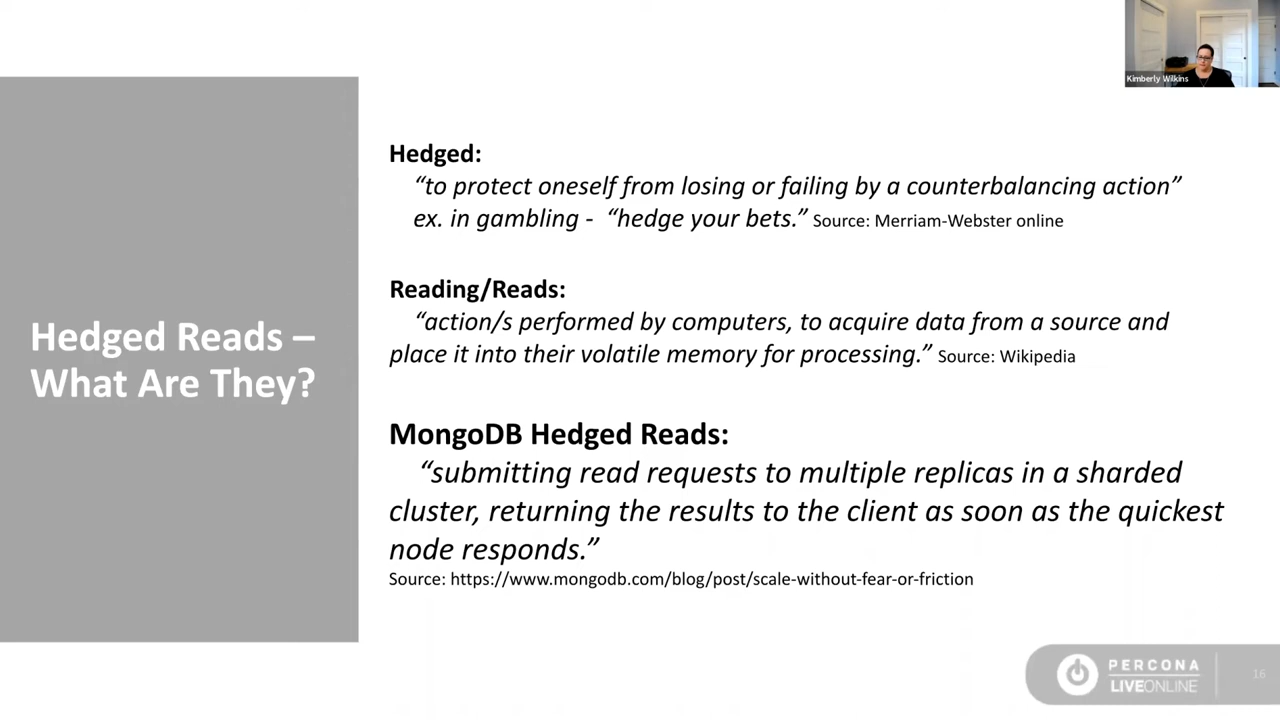 Kimberly Wilkins
Hedged Reads –
What Are They?
Hedged:
“to protect oneself from losing or failing by a counterbalancing action”
ex. in gambling - “hedge your bets.” Source: Merriam-Webster online
Reading/Reads:
“action/s performed by computers, to acquire data from a source and
place it into their volatile memory for processing.” Source: Wikipedia
MongoDB Hedged Reads:
“submitting read requests to multiple replicas in a sharded
cluster, returning the results to the client as soon as the quickest
node responds.”
Source: https://www.mongodb.com/blog/post/scale-without-fear-or-friction
PERCONA
LIVEONLINE
16